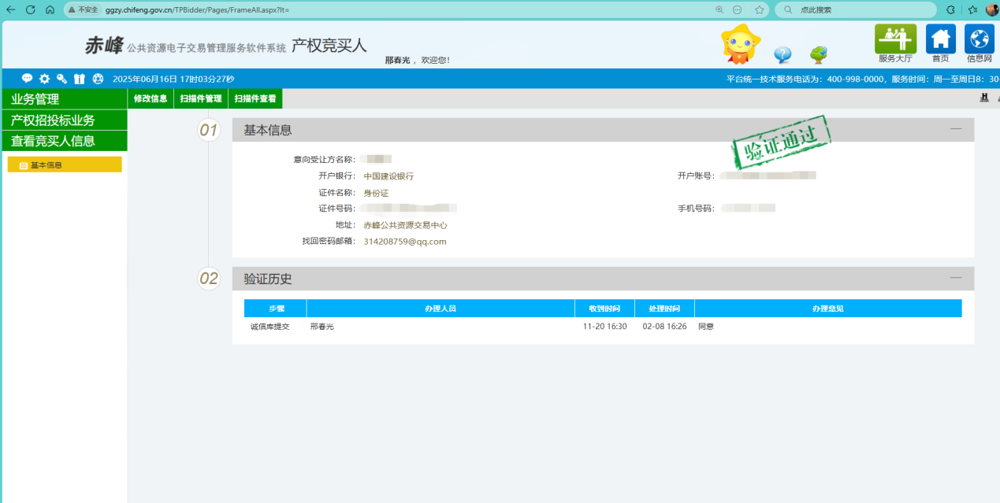 不安全 ggzy.chifeng.gov.cn/TPBidder/Pages/FrameAll.aspx?lt= 点此搜索
赤峰 公共资源电子交易管理服务软件系统 产权竞买人
邢春光 ，欢迎您！
服务大厅 首页 信息网
2025年06月16日 17时03分27秒 平台统一技术服务电话为：400-998-0000，服务时间：周一至周日8：30
业务管理 修改信息 扫描件管理 扫描件查看
产权招投标业务
查看竞买人信息
基本信息
01 基本信息
验证通过
意向受让方名称：
开户银行： 中国建设银行 开户账号：
证件名称： 身份证
证件号码： 手机号码：
地址： 赤峰公共资源交易中心
找回密码邮箱： 314208759@qq.com
02 验证历史
步骤 办理人员 收到时间 处理时间 办理意见
诚信库提交 邢春光 11-20 16:30 02-08 16:26 同意